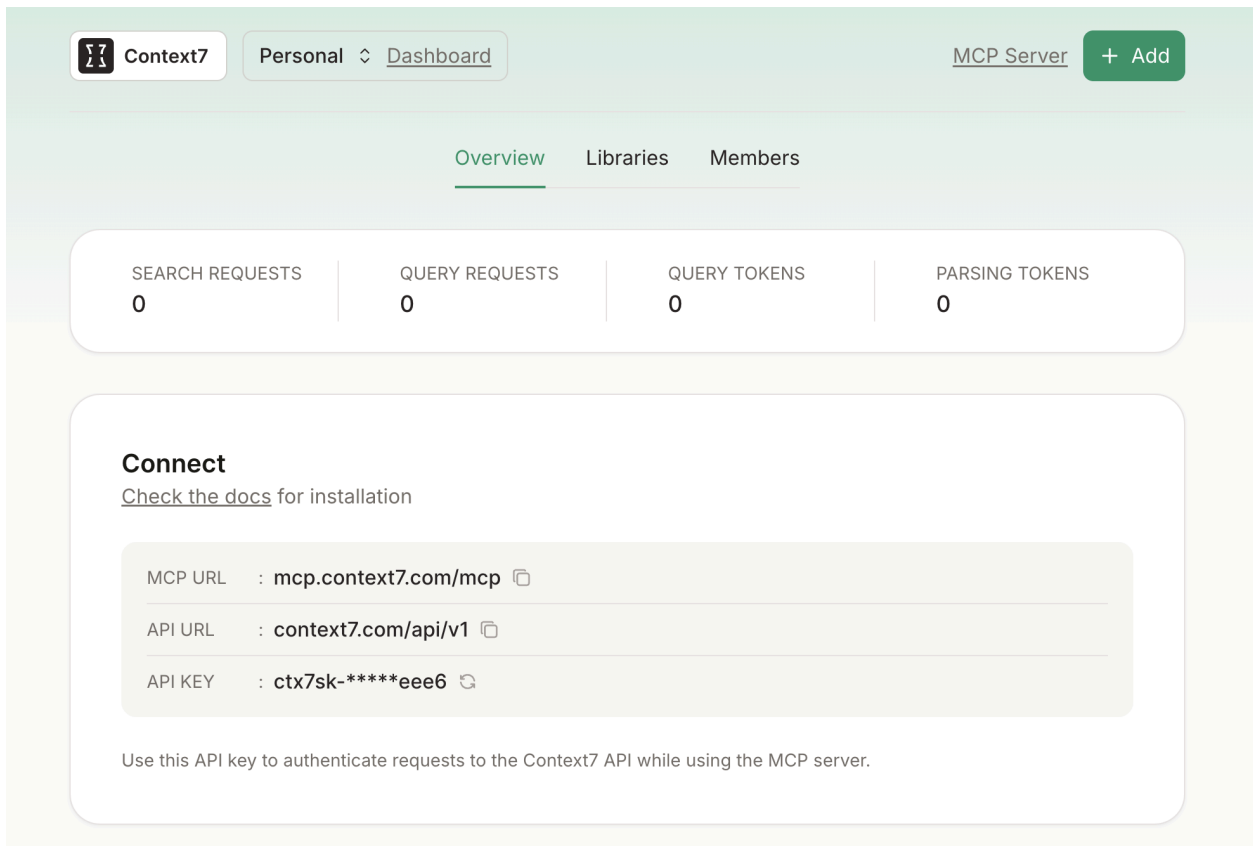 Context7
Personal Dashboard
MCP Server
+ Add
Overview Libraries Members
SEARCH REQUESTS
0
QUERY REQUESTS
0
QUERY TOKENS
0
PARSING TOKENS
0
Connect
Check the docs for installation
MCP URL : mcp.context7.com/mcp
API URL : context7.com/api/v1
API KEY : ctx7sk-*****eee6
Use this API key to authenticate requests to the Context7 API while using the MCP server.